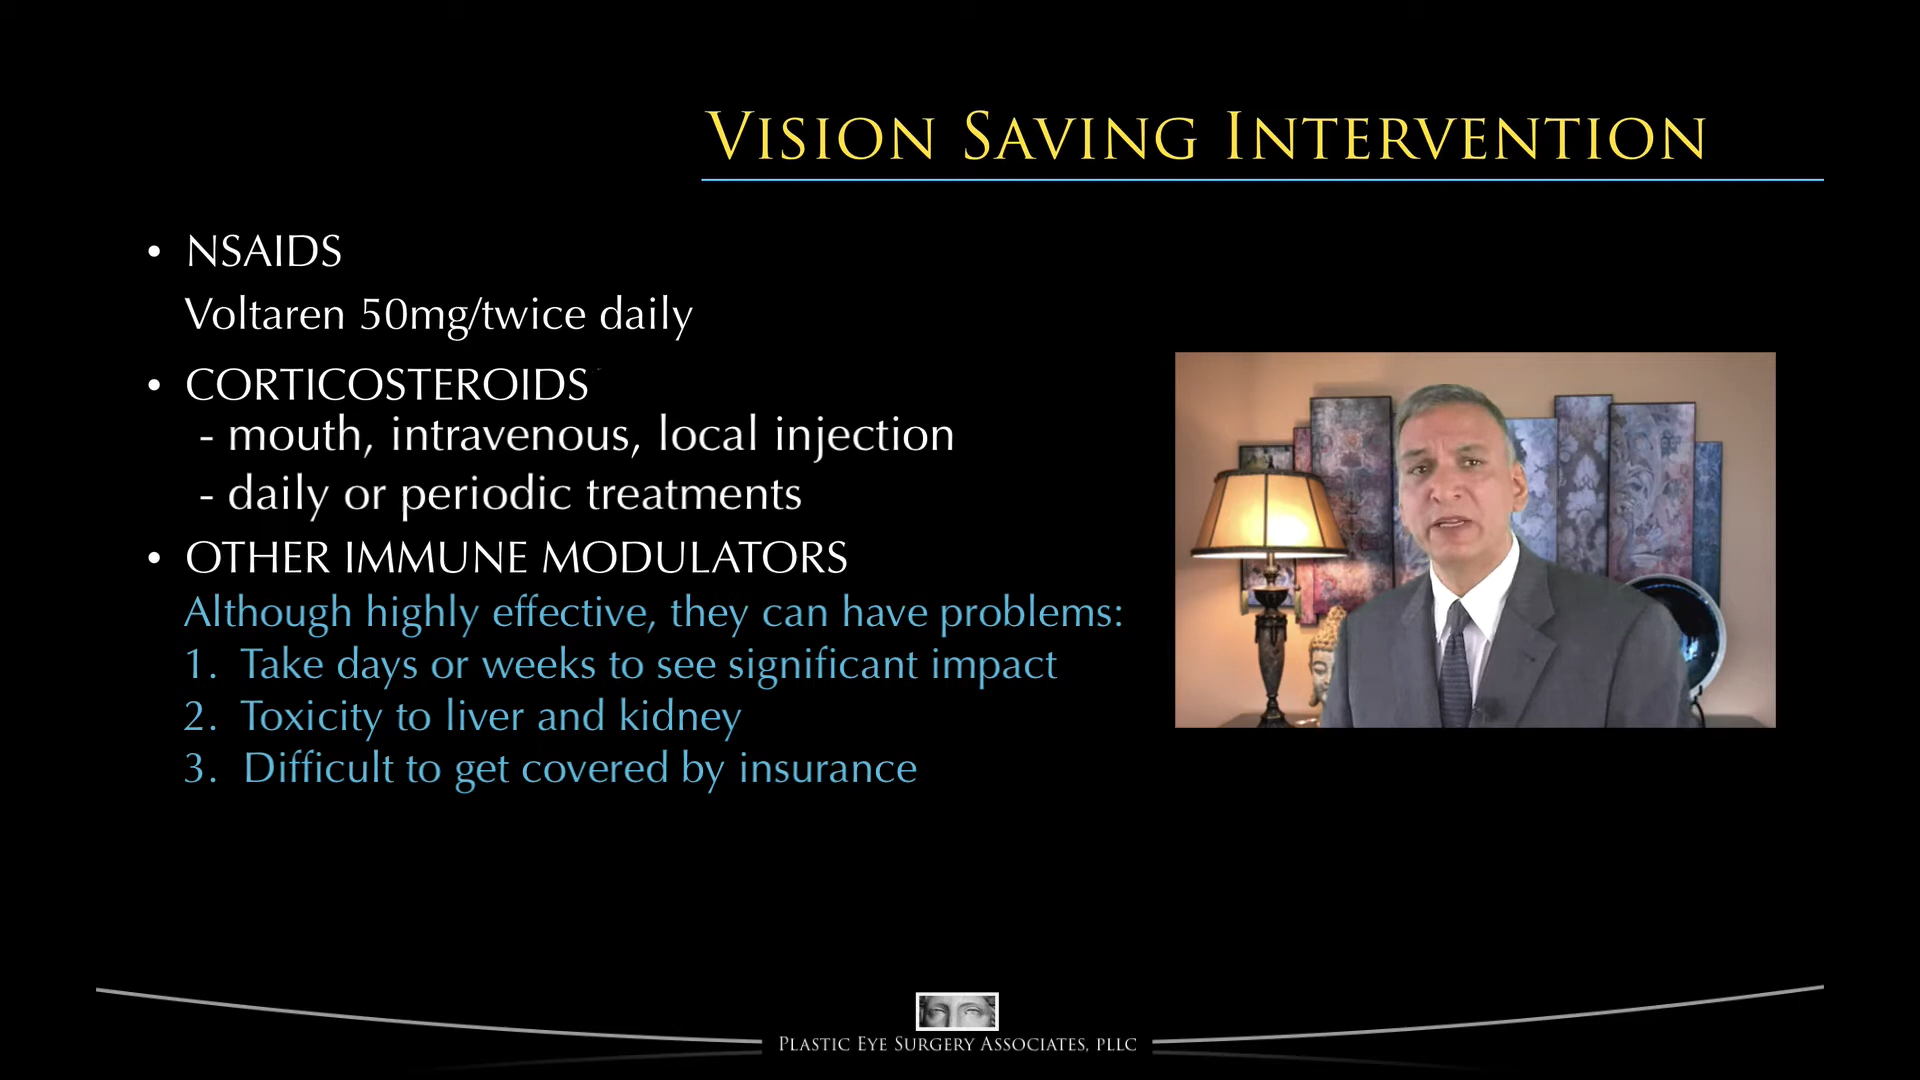 VISION SAVING INTERVENTION
• NSAIDS
Voltaren 50mg/twice daily
• CORTICOSTEROIDS
- mouth, intravenous, local injection
- daily or periodic treatments
• OTHER IMMUNE MODULATORS
Although highly effective, they can have problems:
1. Take days or weeks to see significant impact
2. Toxicity to liver and kidney
3. Difficult to get covered by insurance
PLASTIC EYE SURGERY ASSOCIATES, PLLC